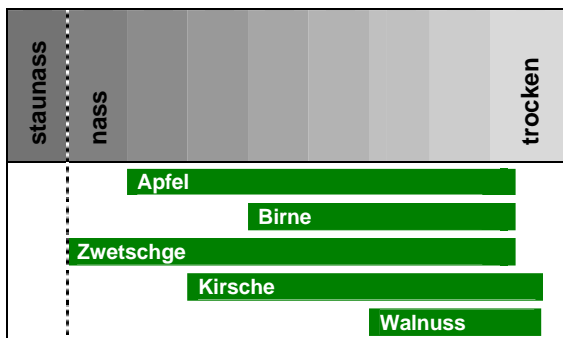 staunass
nass
trocken
Apfel
Birne
Zwetschge
Kirsche
Walnuss